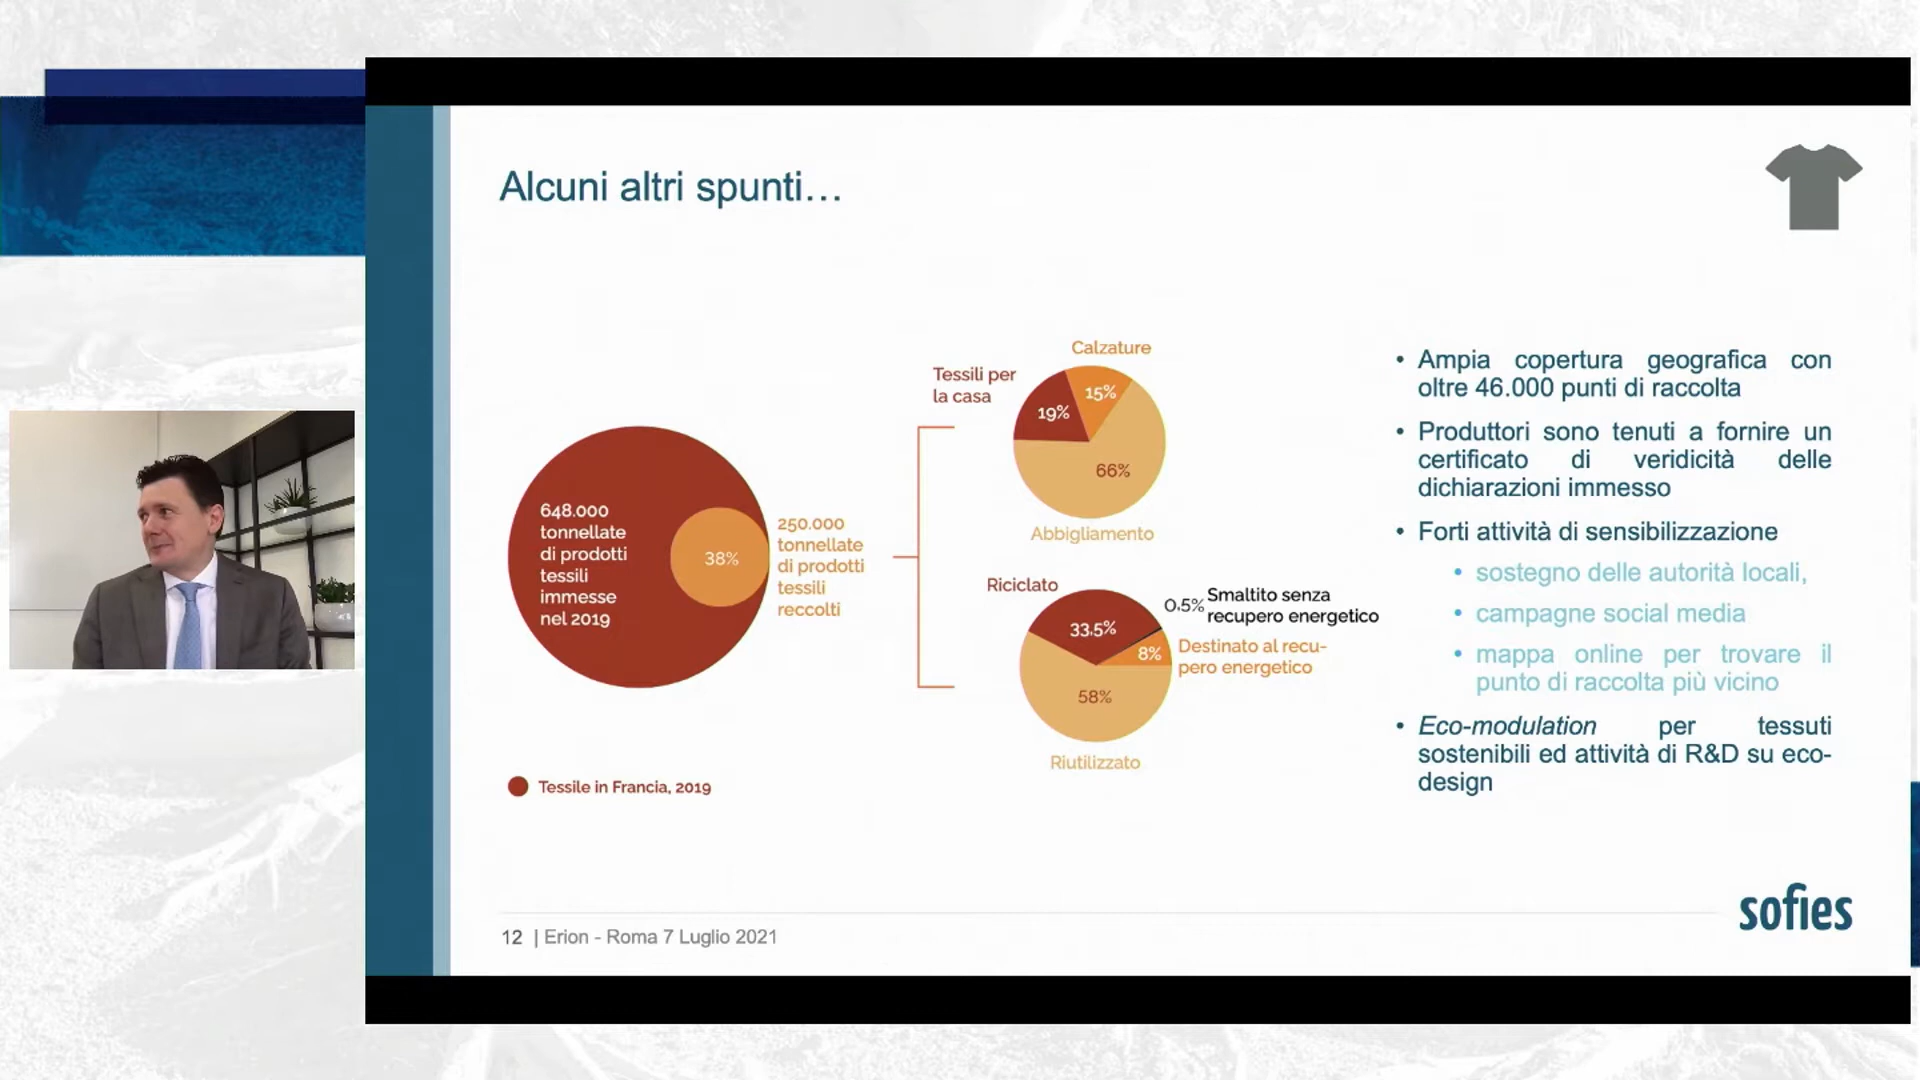 Alcuni altri spunti…
648.000
tonnellate
di prodotti
tessili
immesse
nel 2019
38%
250.000
tonnellate
di prodotti
tessili
reccolti
Calzature
Tessili per
la casa
15%
19%
66%
Abbigliamento
Riciclato
33,5%
0,5%
Smaltito senza
recupero energetico
8%
Destinato al recu-
pero energetico
58%
Riutilizzato
Tessile in Francia, 2019
• Ampia copertura geografica con
oltre 46.000 punti di raccolta
• Produttori sono tenuti a fornire un
certificato di veridicità delle
dichiarazioni immesso
• Forti attività di sensibilizzazione
• sostegno delle autorità locali,
• campagne social media
• mappa online per trovare il
punto di raccolta più vicino
• Eco-modulation per tessuti
sostenibili ed attività di R&D su eco-
design
sofies
12 | Erion - Roma 7 Luglio 2021